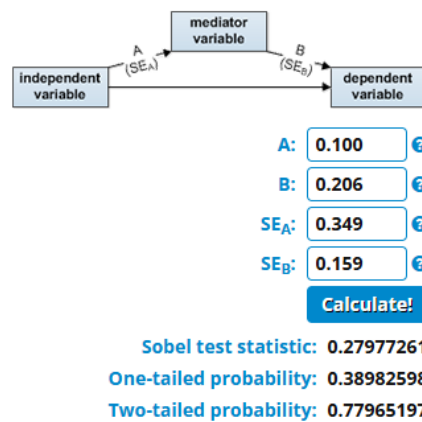 mediator
variable
A
(SEA)
B
(SEB)
independent
variable
dependent
variable
A: 0.100 ?
B: 0.206 ?
SEA: 0.349 ?
SEB: 0.159 ?
Calculate!
Sobel test statistic: 0.27977261
One-tailed probability: 0.38982598
Two-tailed probability: 0.77965197